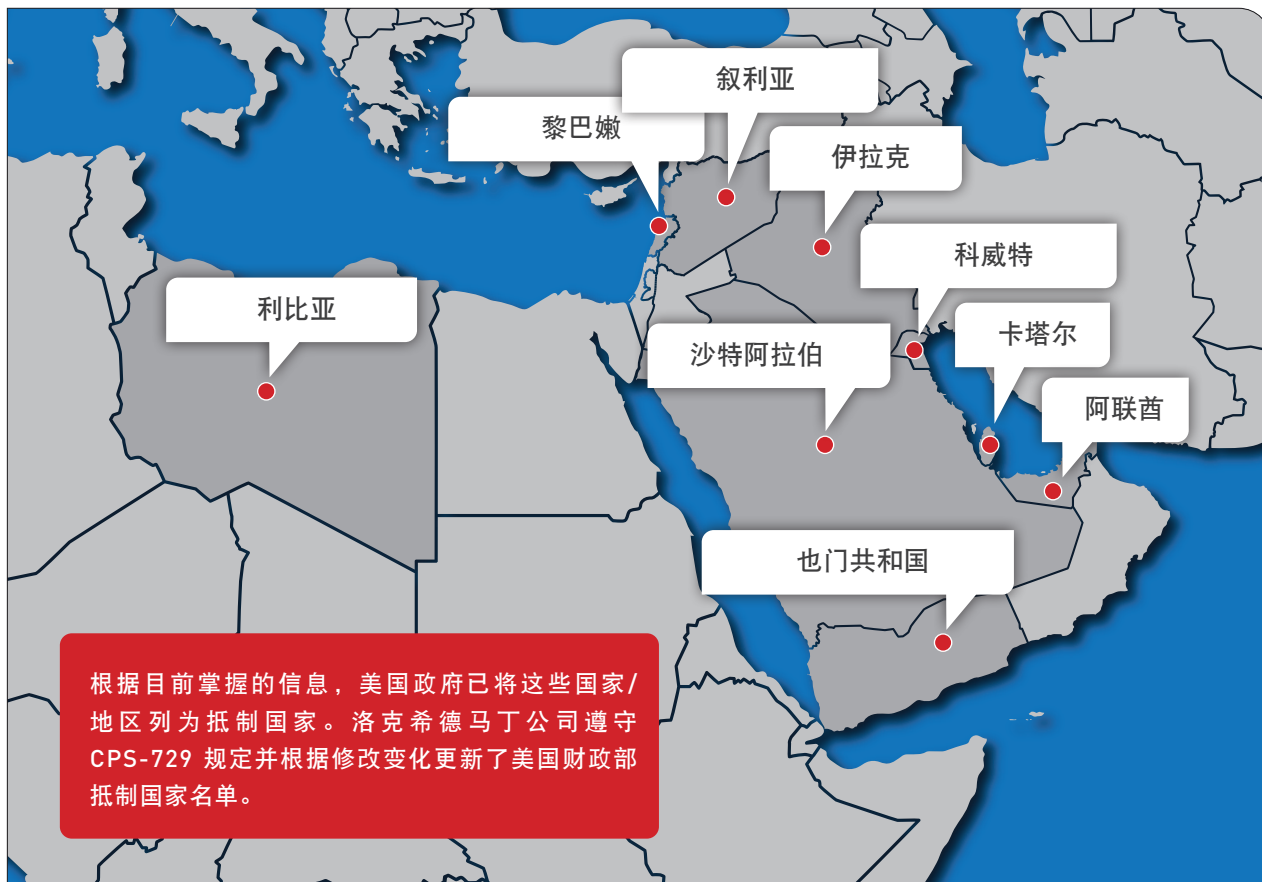 叙利亚
黎巴嫩
伊拉克
科威特
利比亚
卡塔尔
沙特阿拉伯
阿联酋
也门共和国
根据目前掌握的信息，美国政府已将这些国家/
地区列为抵制国家。洛克希德马丁公司遵守
CPS-729 规定并根据修改变化更新了美国财政部
抵制国家名单。